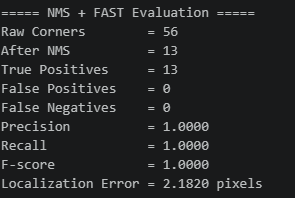 ===== NMS + FAST Evaluation =====
Raw Corners = 56
After NMS = 13
True Positives = 13
False Positives = 0
False Negatives = 0
Precision = 1.0000
Recall = 1.0000
F-score = 1.0000
Localization Error = 2.1820 pixels